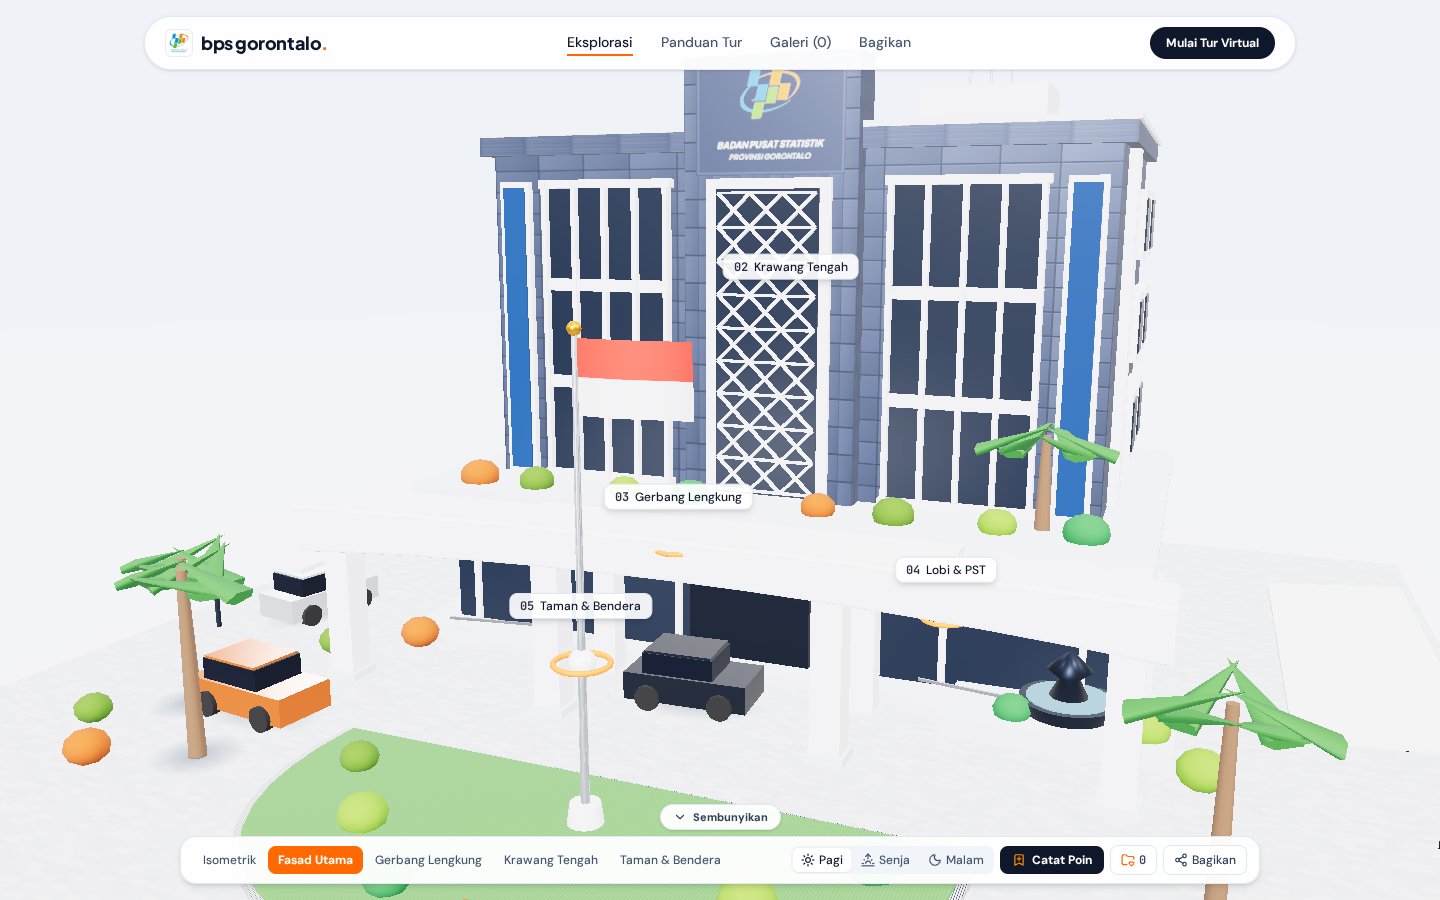 bpsgorontalo.
Eksplorasi
Panduan Tur
Galeri (0)
Bagikan
Mulai Tur Virtual
BADAN PUSAT STATISTIK
PROVINSI GORONTALO
02 Krawang Tengah
03 Gerbang Lengkung
04 Lobi & PST
05 Taman & Bendera
Sembunyikan
Isometrik
Fasad Utama
Gerbang Lengkung
Krawang Tengah
Taman & Bendera
Pagi
Senja
Malam
Catat Poin
0
Bagikan